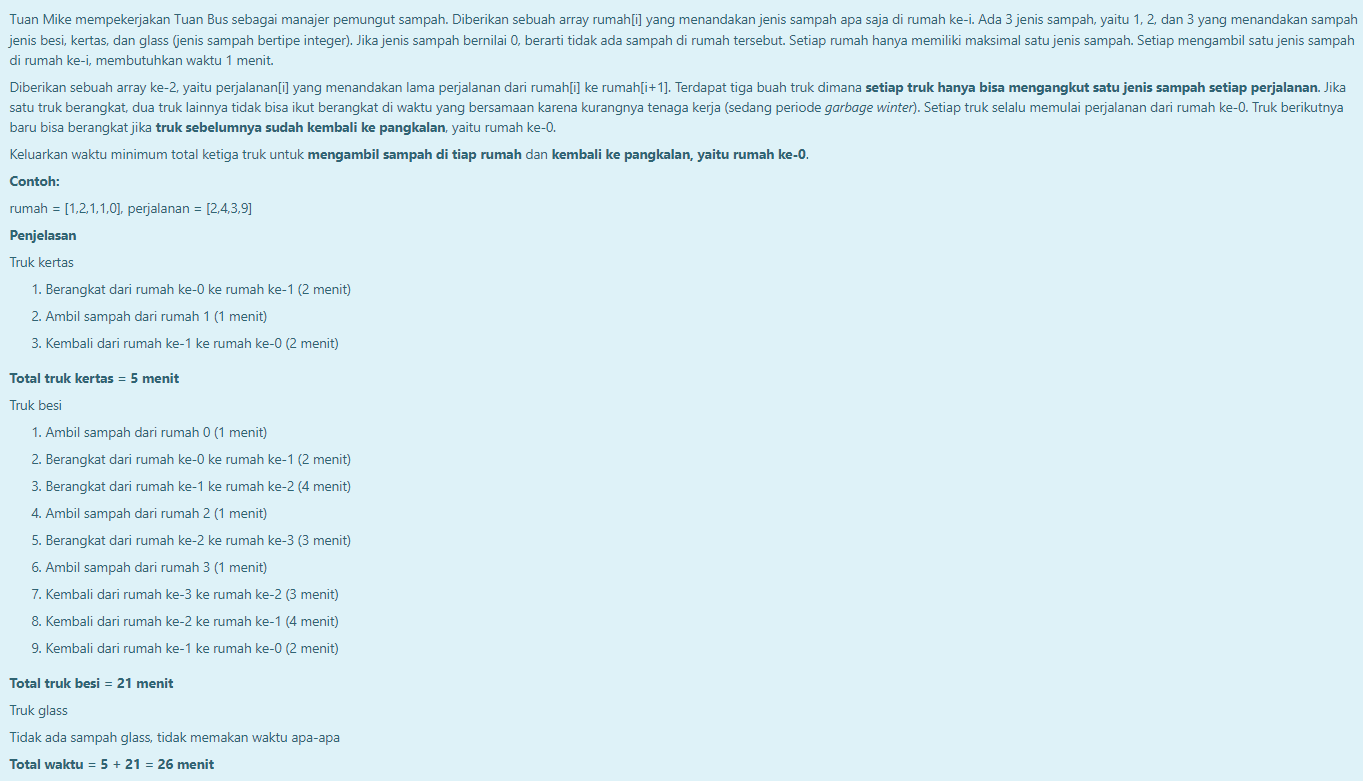 Tuan Mike mempekerjakan Tuan Bus sebagai manajer pemungut sampah. Diberikan sebuah array rumah[i] yang menandakan jenis sampah apa saja di rumah ke-i. Ada 3 jenis sampah, yaitu 1, 2, dan 3 yang menandakan sampah
jenis besi, kertas, dan glass (jenis sampah bertipe integer). Jika jenis sampah bernilai 0, berarti tidak ada sampah di rumah tersebut. Setiap rumah hanya memiliki maksimal satu jenis sampah. Setiap mengambil satu jenis sampah
di rumah ke-i, membutuhkan waktu 1 menit.
Diberikan sebuah array ke-2, yaitu perjalanan[i] yang menandakan lama perjalanan dari rumah[i] ke rumah[i+1]. Terdapat tiga buah truk dimana setiap truk hanya bisa mengangkut satu jenis sampah setiap perjalanan. Jika
satu truk berangkat, dua truk lainnya tidak bisa ikut berangkat di waktu yang bersamaan karena kurangnya tenaga kerja (sedang periode garbage winter). Setiap truk selalu memulai perjalanan dari rumah ke-0. Truk berikutnya
baru bisa berangkat jika truk sebelumnya sudah kembali ke pangkalan, yaitu rumah ke-0.
Keluarkan waktu minimum total ketiga truk untuk mengambil sampah di tiap rumah dan kembali ke pangkalan, yaitu rumah ke-0.
Contoh:
rumah = [1,2,1,1,0], perjalanan = [2,4,3,9]
Penjelasan
Truk kertas
1. Berangkat dari rumah ke-0 ke rumah ke-1 (2 menit)
2. Ambil sampah dari rumah 1 (1 menit)
3. Kembali dari rumah ke-1 ke rumah ke-0 (2 menit)
Total truk kertas = 5 menit
Truk besi
1. Ambil sampah dari rumah 0 (1 menit)
2. Berangkat dari rumah ke-0 ke rumah ke-1 (2 menit)
3. Berangkat dari rumah ke-1 ke rumah ke-2 (4 menit)
4. Ambil sampah dari rumah 2 (1 menit)
5. Berangkat dari rumah ke-2 ke rumah ke-3 (3 menit)
6. Ambil sampah dari rumah 3 (1 menit)
7. Kembali dari rumah ke-3 ke rumah ke-2 (3 menit)
8. Kembali dari rumah ke-2 ke rumah ke-1 (4 menit)
9. Kembali dari rumah ke-1 ke rumah ke-0 (2 menit)
Total truk besi = 21 menit
Truk glass
Tidak ada sampah glass, tidak memakan waktu apa-apa
Total waktu = 5 + 21 = 26 menit